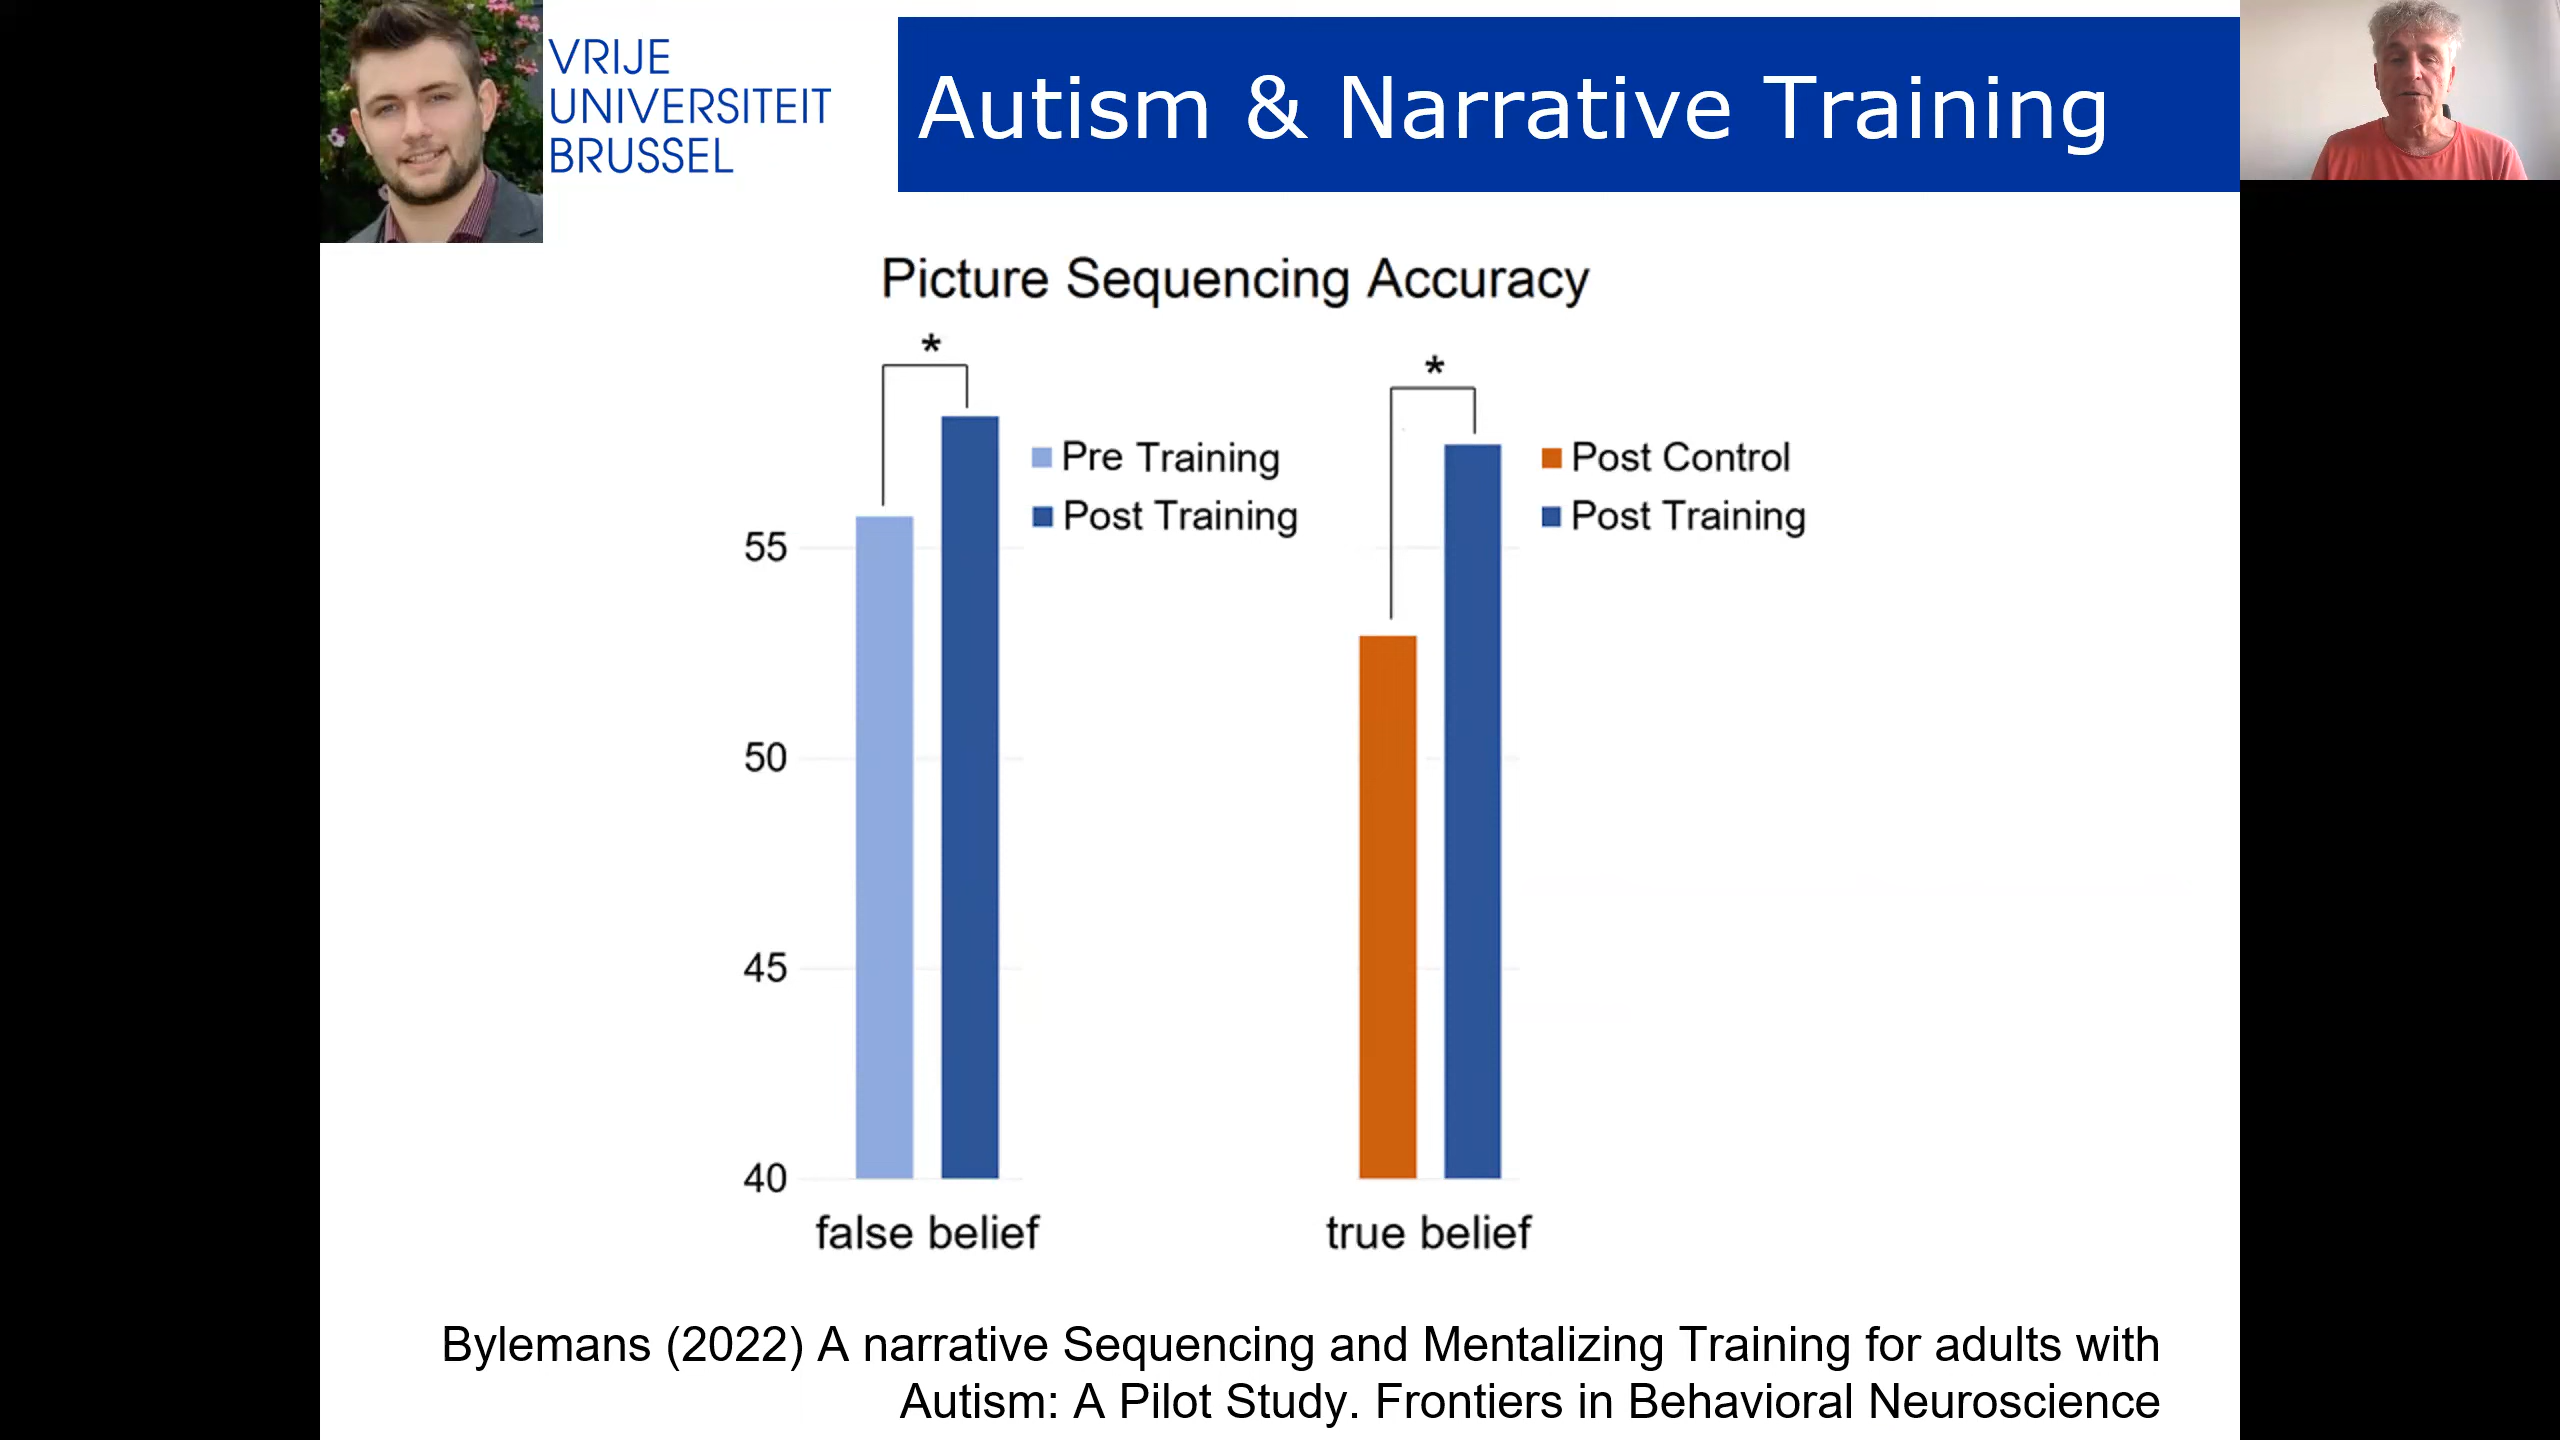 VRIJE
UNIVERSITEIT
BRUSSEL
Autism & Narrative Training
Picture Sequencing Accuracy
*
*
Pre Training
Post Training
Post Control
Post Training
55
50
45
40
false belief
true belief
Bylemans (2022) A narrative Sequencing and Mentalizing Training for adults with
Autism: A Pilot Study. Frontiers in Behavioral Neuroscience